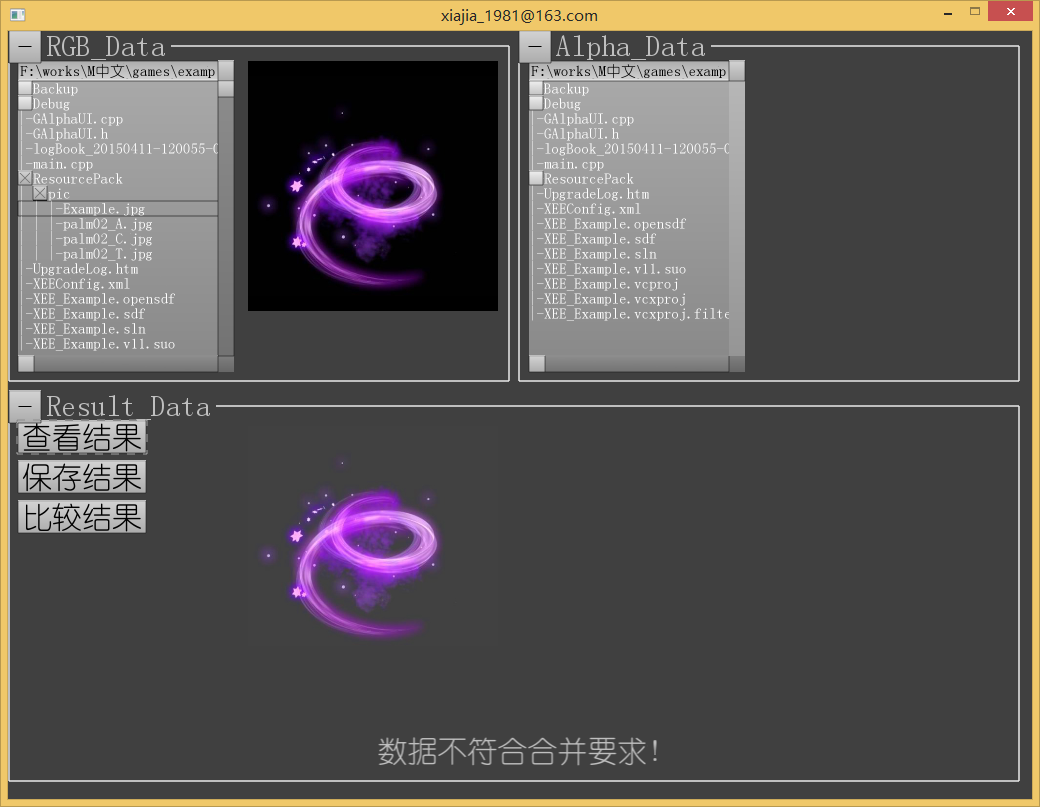 xiajia_1981@163.com
RGB_Data
F:\works\M中文\games\examp
Backup
Debug
-GAlphaUI.cpp
-GAlphaUI.h
-logBook_20150411-120055-
-main.cpp
ResourcePack
pic
-Example.jpg
-palm02_A.jpg
-palm02_C.jpg
-palm02_T.jpg
-UpgradeLog.htm
-XEEConfig.xml
-XEE_Example.opensdf
-XEE_Example.sdf
-XEE_Example.sln
-XEE_Example.v11.suo
Alpha_Data
F:\works\M中文\games\examp
Backup
Debug
-GAlphaUI.cpp
-GAlphaUI.h
-logBook_20150411-120055-
-main.cpp
ResourcePack
-UpgradeLog.htm
-XEEConfig.xml
-XEE_Example.opensdf
-XEE_Example.sdf
-XEE_Example.sln
-XEE_Example.v11.suo
-XEE_Example.vcproj
-XEE_Example.vcxproj
-XEE_Example.vcxproj.filte
Result_Data
查看结果
保存结果
比较结果
数据不符合合并要求!